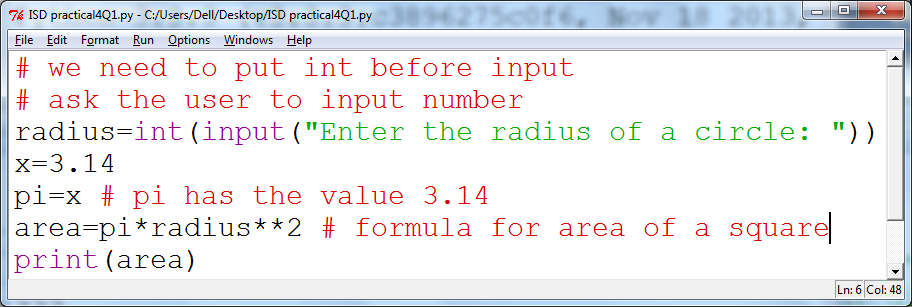 ISD practical4Q1.py - C:/Users/Dell/Desktop/ISD practical4Q1.py
File Edit Format Run Options Windows Help
# we need to put int before input
# ask the user to input number
radius=int(input("Enter the radius of a circle: "))
x=3.14
pi=x # pi has the value 3.14
area=pi*radius**2 # formula for area of a square
print(area)
Ln: 6 Col: 48